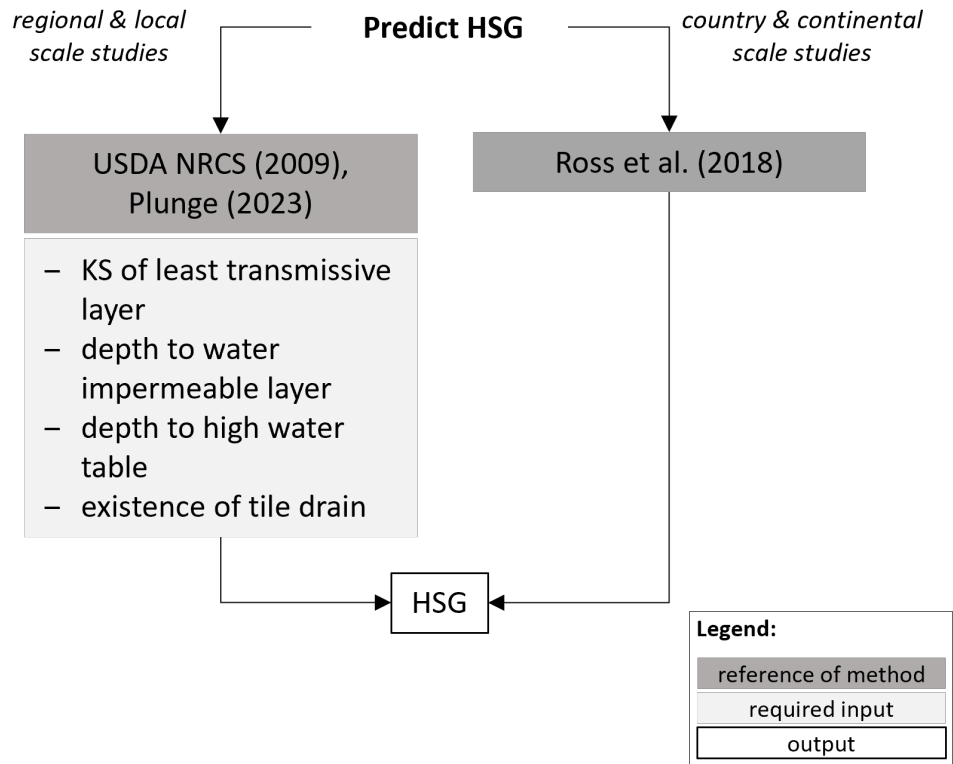 regional & local
scale studies
Predict HSG
country & continental
scale studies
USDA NRCS (2009),
Plunge (2023)
Ross et al. (2018)
– KS of least transmissive
layer
– depth to water
impermeable layer
– depth to high water
table
– existence of tile drain
HSG
Legend:
reference of method
required input
output